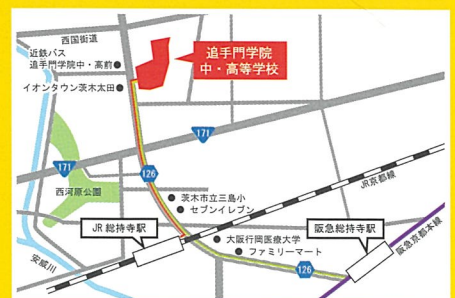 西国街道
近鉄バス
追手門学院中・高前
イオンタウン茨木太田
追手門学院
中・高等学校
171
171
126
西河原公園
茨木市立三島小
セブンイレブン
JR京都線
JR総持寺駅
阪急総持寺駅
大阪行岡医療大学
ファミリーマート
阪急京都本線
安威川
126